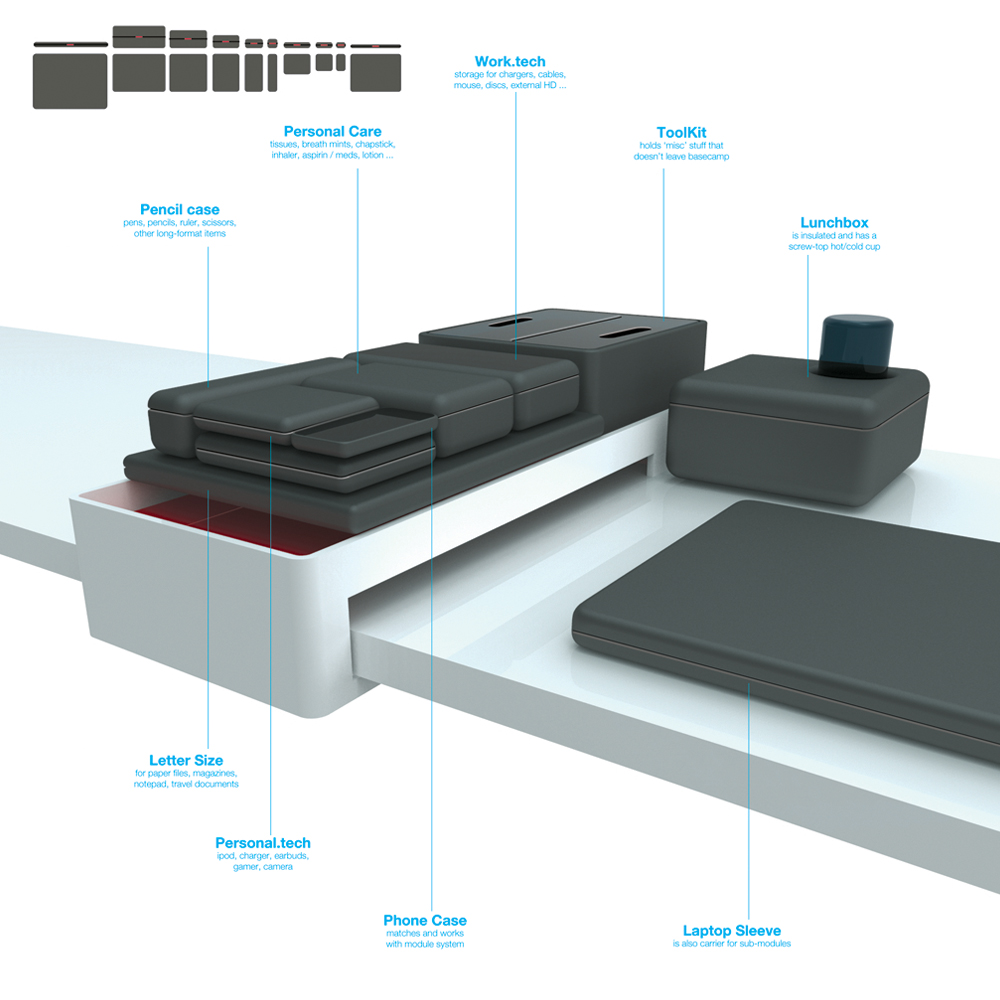 Work.tech
storage for chargers, cables,
mouse, discs, external HD ...
Personal Care
tissues, breath mints, chapstick,
inhaler, aspirin / meds, lotion ...
ToolKit
holds 'misc' stuff that
doesn't leave basecamp
Pencil case
pens, pencils, ruler, scissors,
other long-format items
Lunchbox
is insulated and has a
screw-top hot/cold cup
Letter Size
for paper files, magazines,
notepad, travel documents
Personal.tech
ipod, charger, earbuds,
gamer, camera
Phone Case
matches and works
with module system
Laptop Sleeve
is also carrier for sub-modules